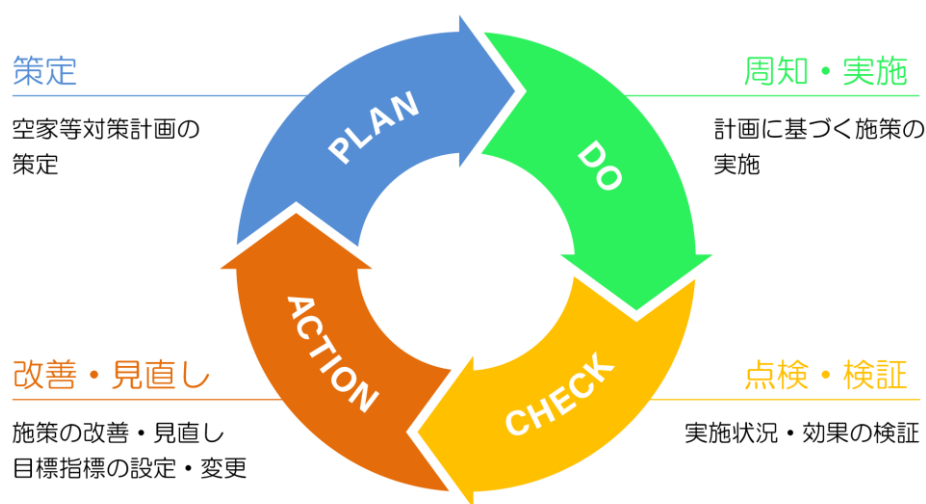 策定
空家等対策計画の
策定
PLAN
周知・実施
計画に基づく施策の
実施
DO
改善・見直し
施策の改善・見直し
目標指標の設定・変更
ACTION
点検・検証
実施状況・効果の検証
CHECK